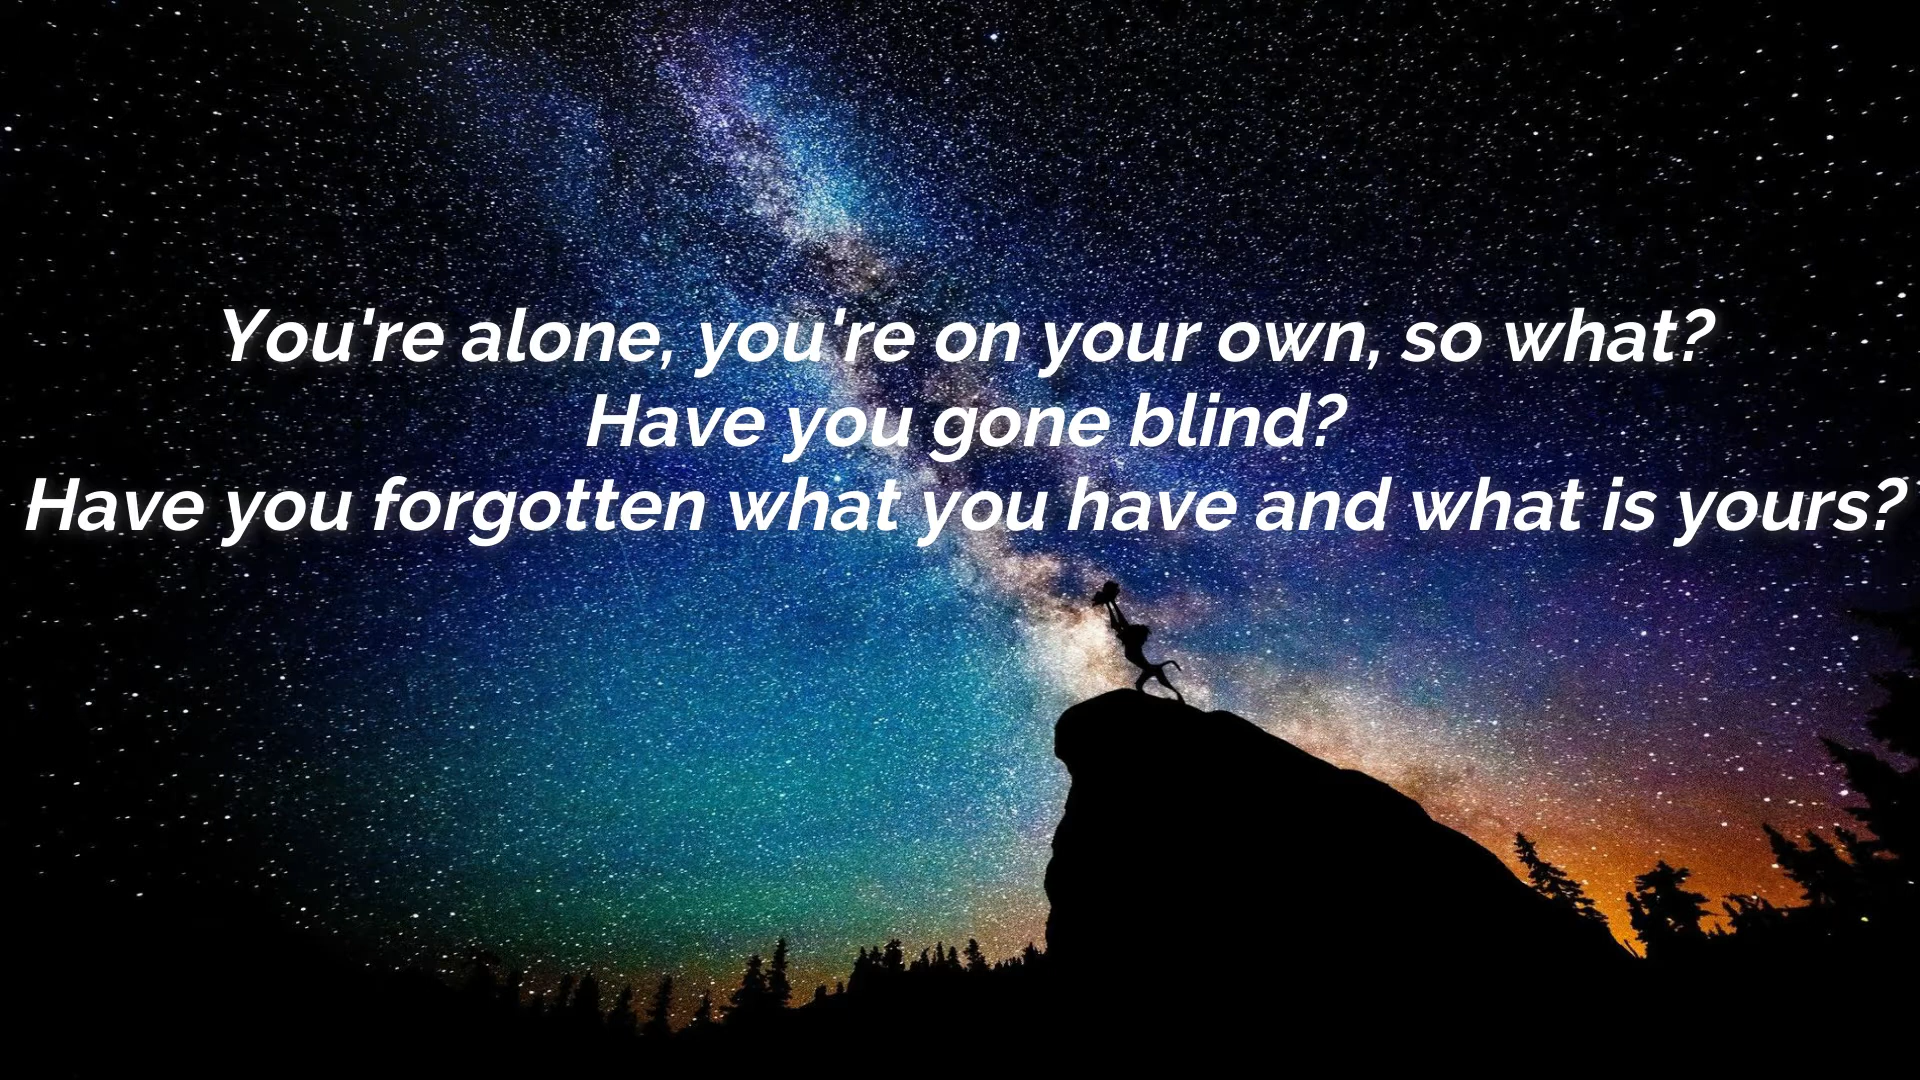 You're alone, you're on your own, so what?
Have you gone blind?
Have you forgotten what you have and what is yours?